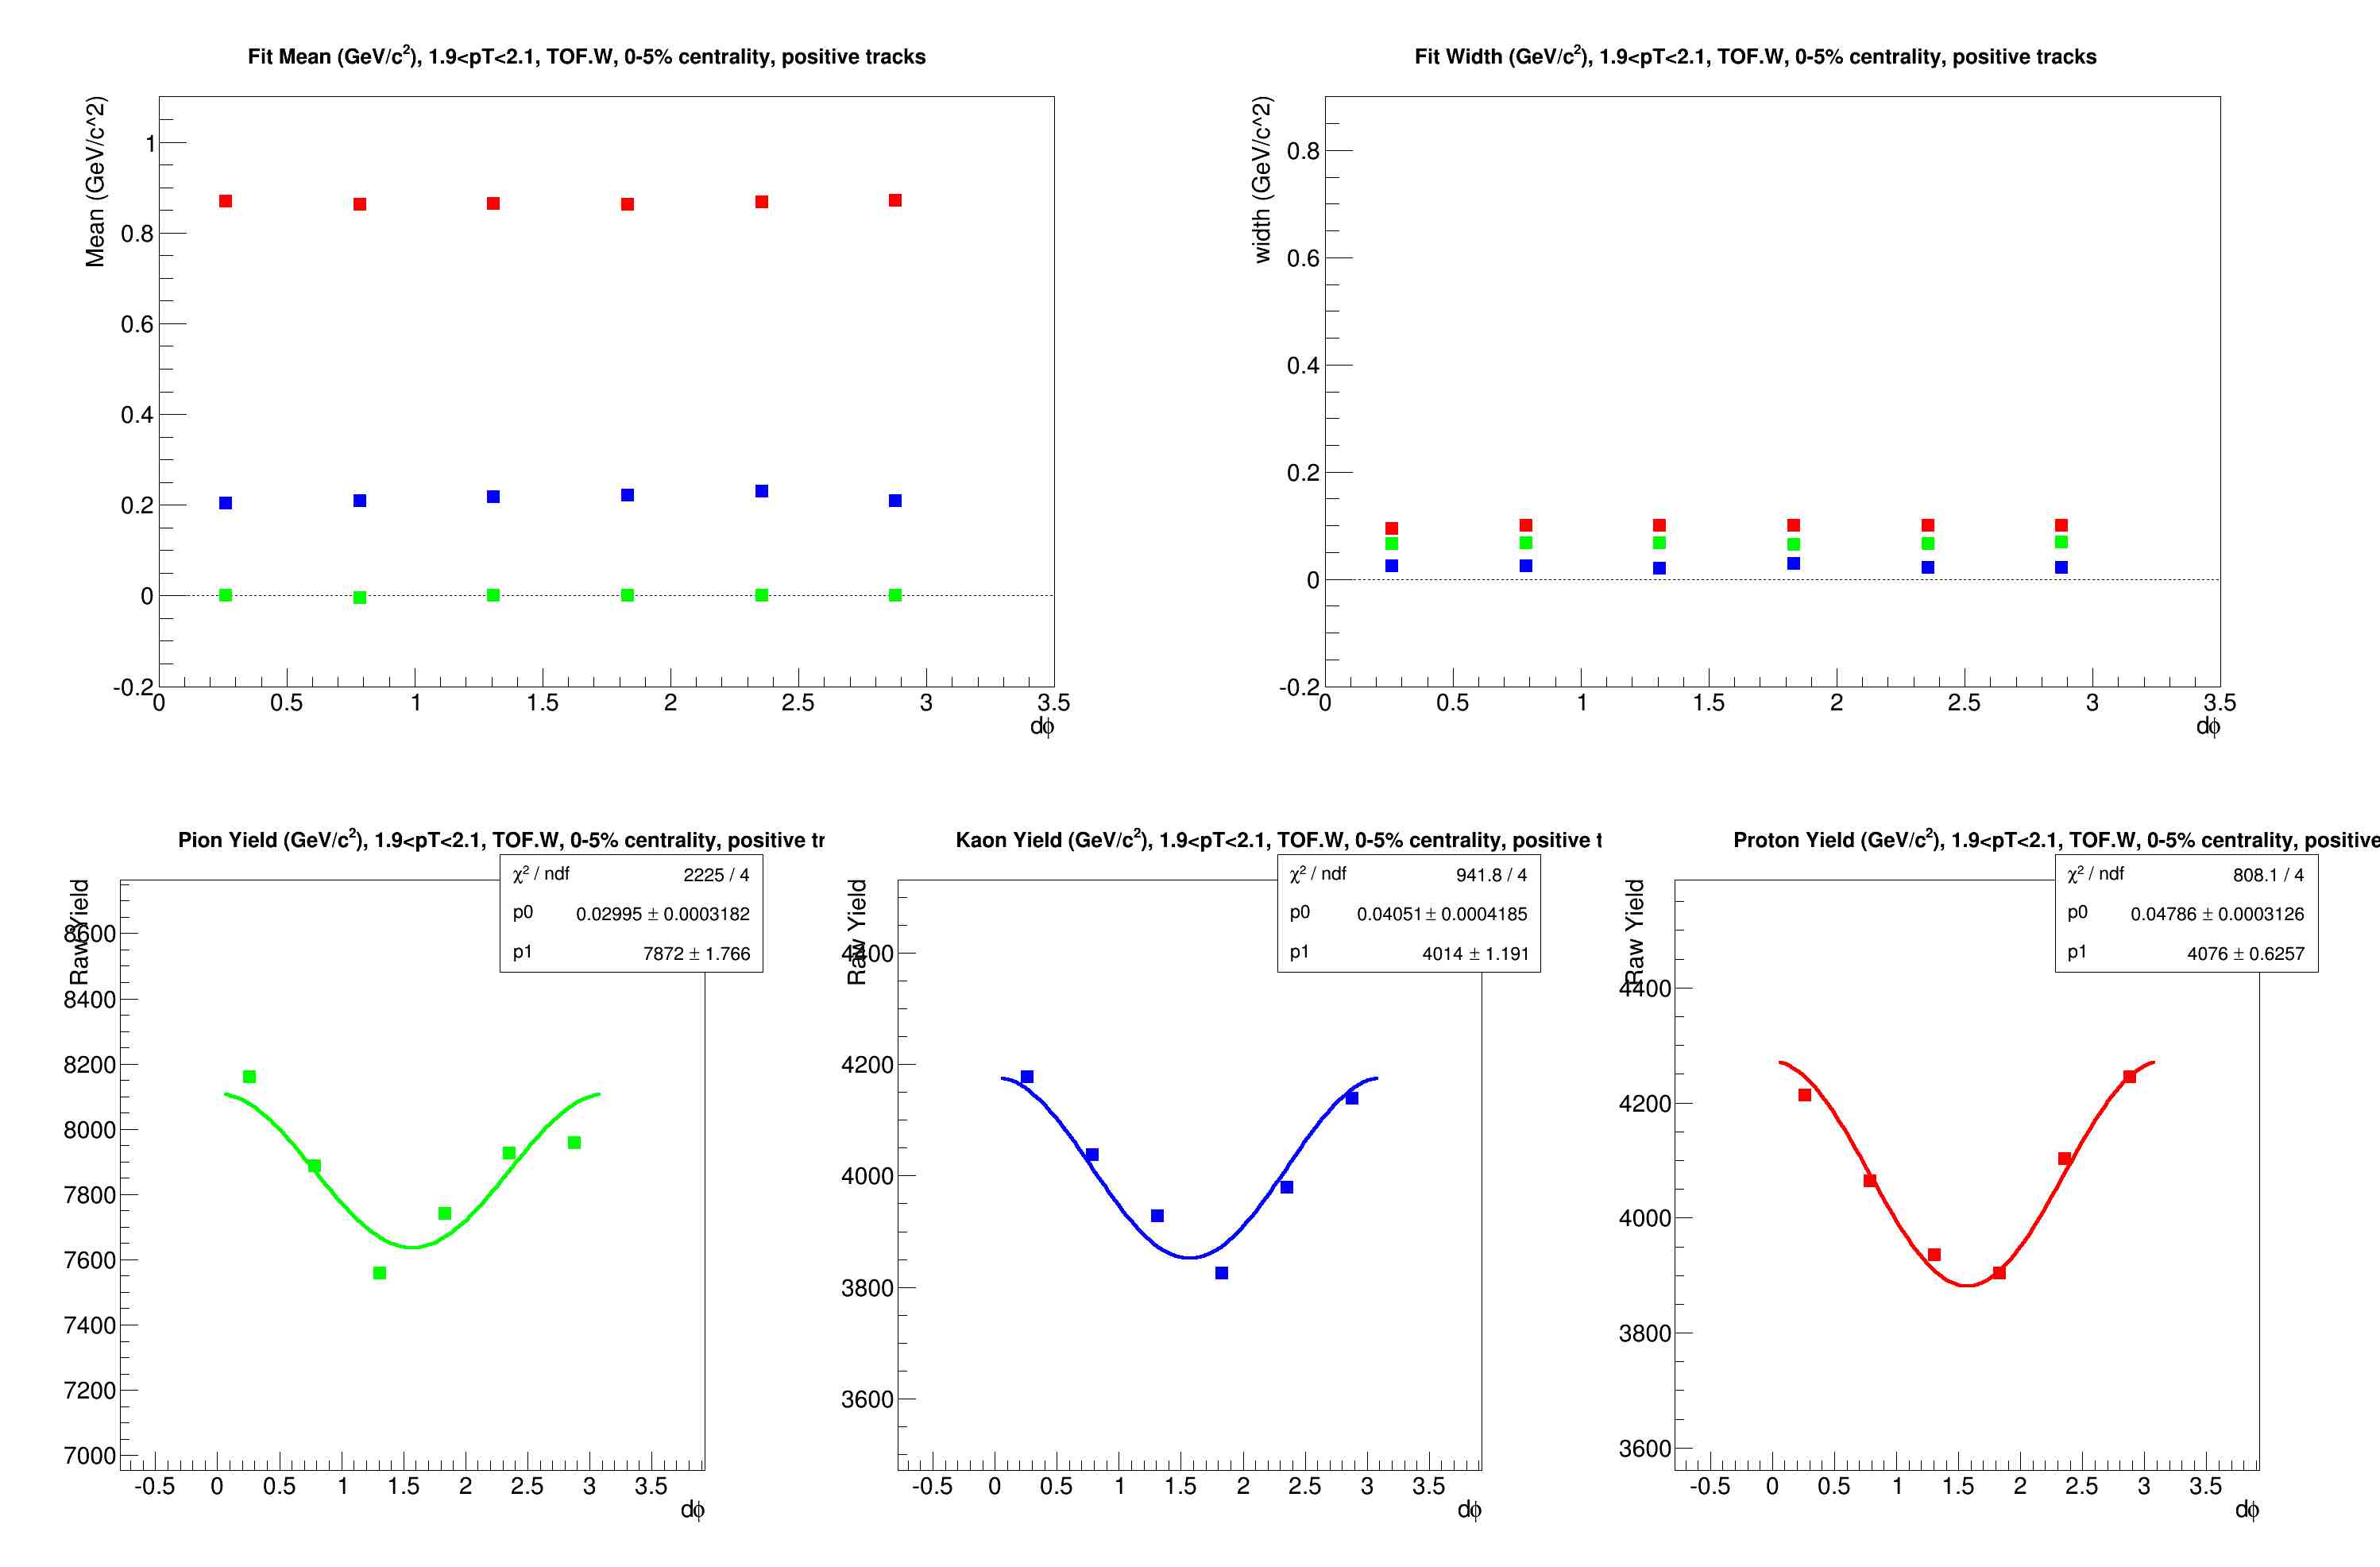 Fit Mean (GeV/c²), 1.9<pT<2.1, TOF.W, 0-5% centrality, positive tracks
Mean (GeV/c^2)
1
0.8
0.6
0.4
0.2
0
-0.2
0 0.5 1 1.5 2 2.5 3 3.5
dϕ
Fit Width (GeV/c²), 1.9<pT<2.1, TOF.W, 0-5% centrality, positive tracks
width (GeV/c^2)
0.8
0.6
0.4
0.2
0
-0.2
0 0.5 1 1.5 2 2.5 3 3.5
dϕ
Pion Yield (GeV/c²), 1.9<pT<2.1, TOF.W, 0-5% centrality, positive tr
χ² / ndf 2225 / 4
p0 0.02995 ± 0.0003182
p1 7872 ± 1.766
Raw Yield
8600
8400
8200
8000
7800
7600
7400
7200
7000
-0.5 0 0.5 1 1.5 2 2.5 3 3.5
dϕ
Kaon Yield (GeV/c²), 1.9<pT<2.1, TOF.W, 0-5% centrality, positive t
χ² / ndf 941.8 / 4
p0 0.04051 ± 0.0004185
p1 4014 ± 1.191
Raw Yield
4400
4200
4000
3800
3600
-0.5 0 0.5 1 1.5 2 2.5 3 3.5
dϕ
Proton Yield (GeV/c²), 1.9<pT<2.1, TOF.W, 0-5% centrality, positive
χ² / ndf 808.1 / 4
p0 0.04786 ± 0.0003126
p1 4076 ± 0.6257
Raw Yield
4400
4200
4000
3800
3600
-0.5 0 0.5 1 1.5 2 2.5 3 3.5
dϕ